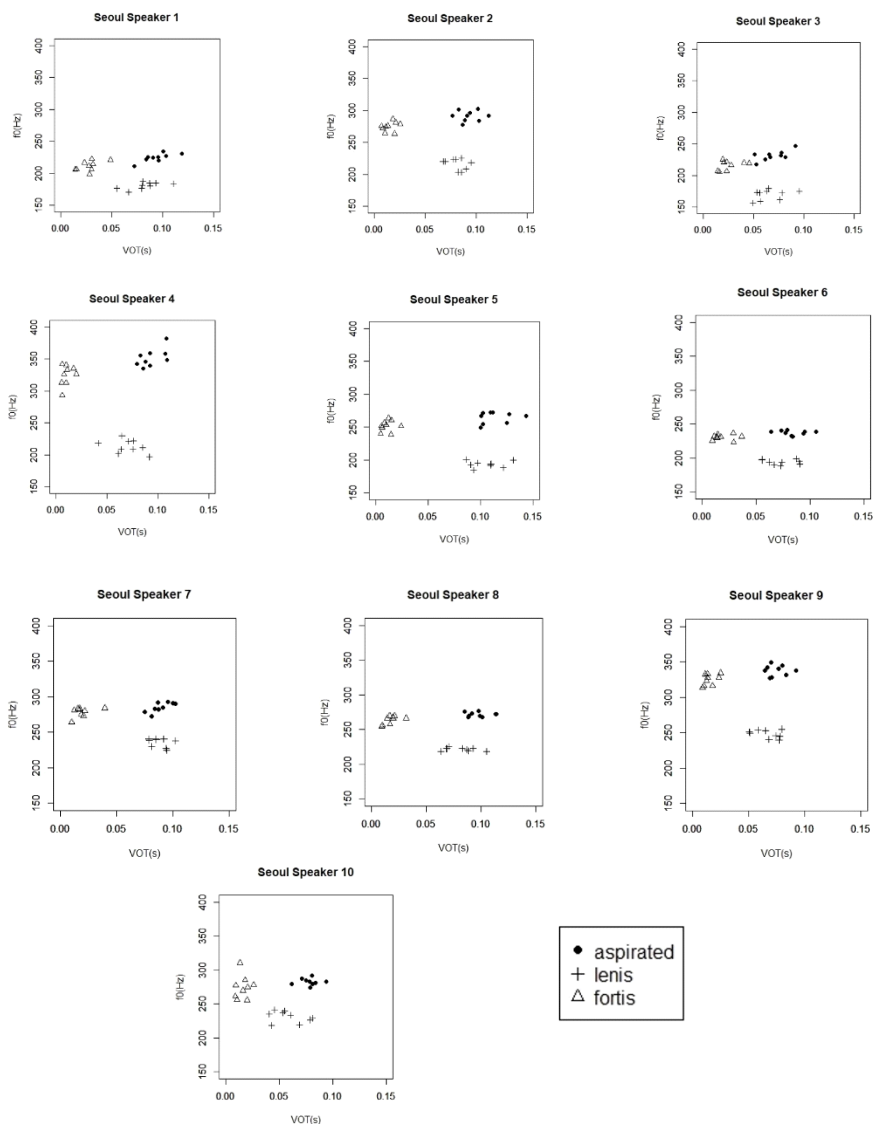 Seoul Speaker 1
f0(Hz)
150 200 250 300 350 400
0.00 0.05 0.10 0.15
VOT(s)
Seoul Speaker 2
f0(Hz)
150 200 250 300 350 400
0.00 0.05 0.10 0.15
VOT(s)
Seoul Speaker 3
f0(Hz)
150 200 250 300 350 400
0.00 0.05 0.10 0.15
VOT(s)
Seoul Speaker 4
f0(Hz)
150 200 250 300 350 400
0.00 0.05 0.10 0.15
VOT(s)
Seoul Speaker 5
f0(Hz)
150 200 250 300 350 400
0.00 0.05 0.10 0.15
VOT(s)
Seoul Speaker 6
f0(Hz)
150 200 250 300 350 400
0.00 0.05 0.10 0.15
VOT(s)
Seoul Speaker 7
f0(Hz)
150 200 250 300 350 400
0.00 0.05 0.10 0.15
VOT(s)
Seoul Speaker 8
f0(Hz)
150 200 250 300 350 400
0.00 0.05 0.10 0.15
VOT(s)
Seoul Speaker 9
f0(Hz)
150 200 250 300 350 400
0.00 0.05 0.10 0.15
VOT(s)
Seoul Speaker 10
f0(Hz)
150 200 250 300 350 400
0.00 0.05 0.10 0.15
VOT(s)
aspirated
lenis
fortis